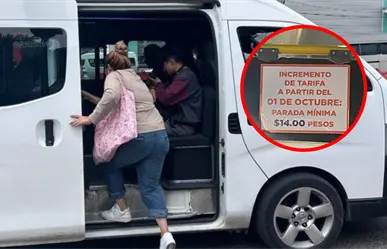 INCREMENTO
DE TARIFA
A PARTIR DEL
01 DE OCTUBRE:
PARADA MÍNIMA
$14.00 PESOS